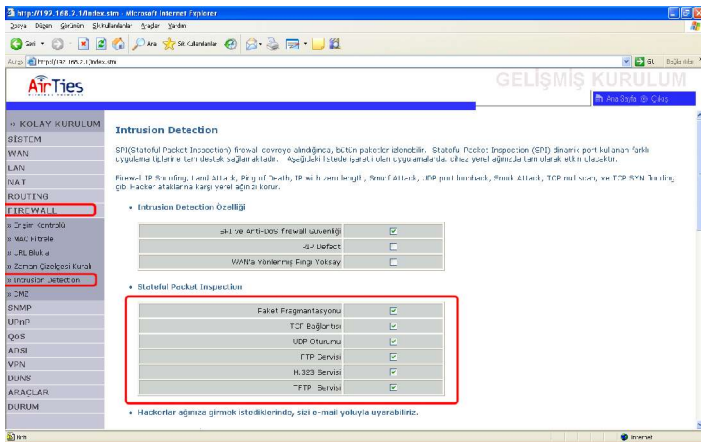 http://192.168.2.1/index.stm - Microsoft Internet Explorer
Dosya Düzen Görünüm Sık Kullanılanlar Araçlar Yardım
Geri Ara Sık Kullanılanlar
Adres http://192.168.2.1/index.stm Git Bağlantılar
AirTies
GELİŞMİŞ KURULUM
Ana Sayfa Çıkış
» KOLAY KURULUM
SİSTEM
WAN
LAN
NAT
ROUTING
FIREWALL
» Erişim Kontrolü
» MAC Filtrele
» URL Blokla
» Zaman Çizelgesi Kuralı
» Intrusion Detection
» DMZ
SNMP
UPnP
QoS
ADSL
VPN
DDNS
ARAÇLAR
DURUM
Intrusion Detection
SPI(Stateful Packet Inspection) firewall devreye alındığında, bütün paketler izlenebilir. Stateful Packet Inspection (SPI) dinamik port kullanan farklı
uygulama tiplerine tam destek sağlamaktadır. Aşağıdaki listede işaretli olan uygulamalarda, cihaz yerel ağınızda tam olarak etkin olacaktır.
Firewall IP Spoofing, Land Attack, Ping of Death, IP with zero length, Smurf Attack, UDP port loopback, Snork Attack, TCP null scan, ve TCP SYN flooding
gibi Hacker ataklarına karşı yerel ağınızı korur.
• Intrusion Detection Özelliği
SPI ve Anti-DoS firewall güvenliği
RIP Defect
WAN'a Yönlenmiş Ping'i Yoksay
• Stateful Packet Inspection
Paket Fragmantasyonu
TCP Bağlantısı
UDP Oturumu
FTP Servisi
H.323 Servisi
TFTP Servisi
• Hackerlar ağınıza girmek istediklerinde, sizi e-mail yoluyla uyarabiliriz.
Internet